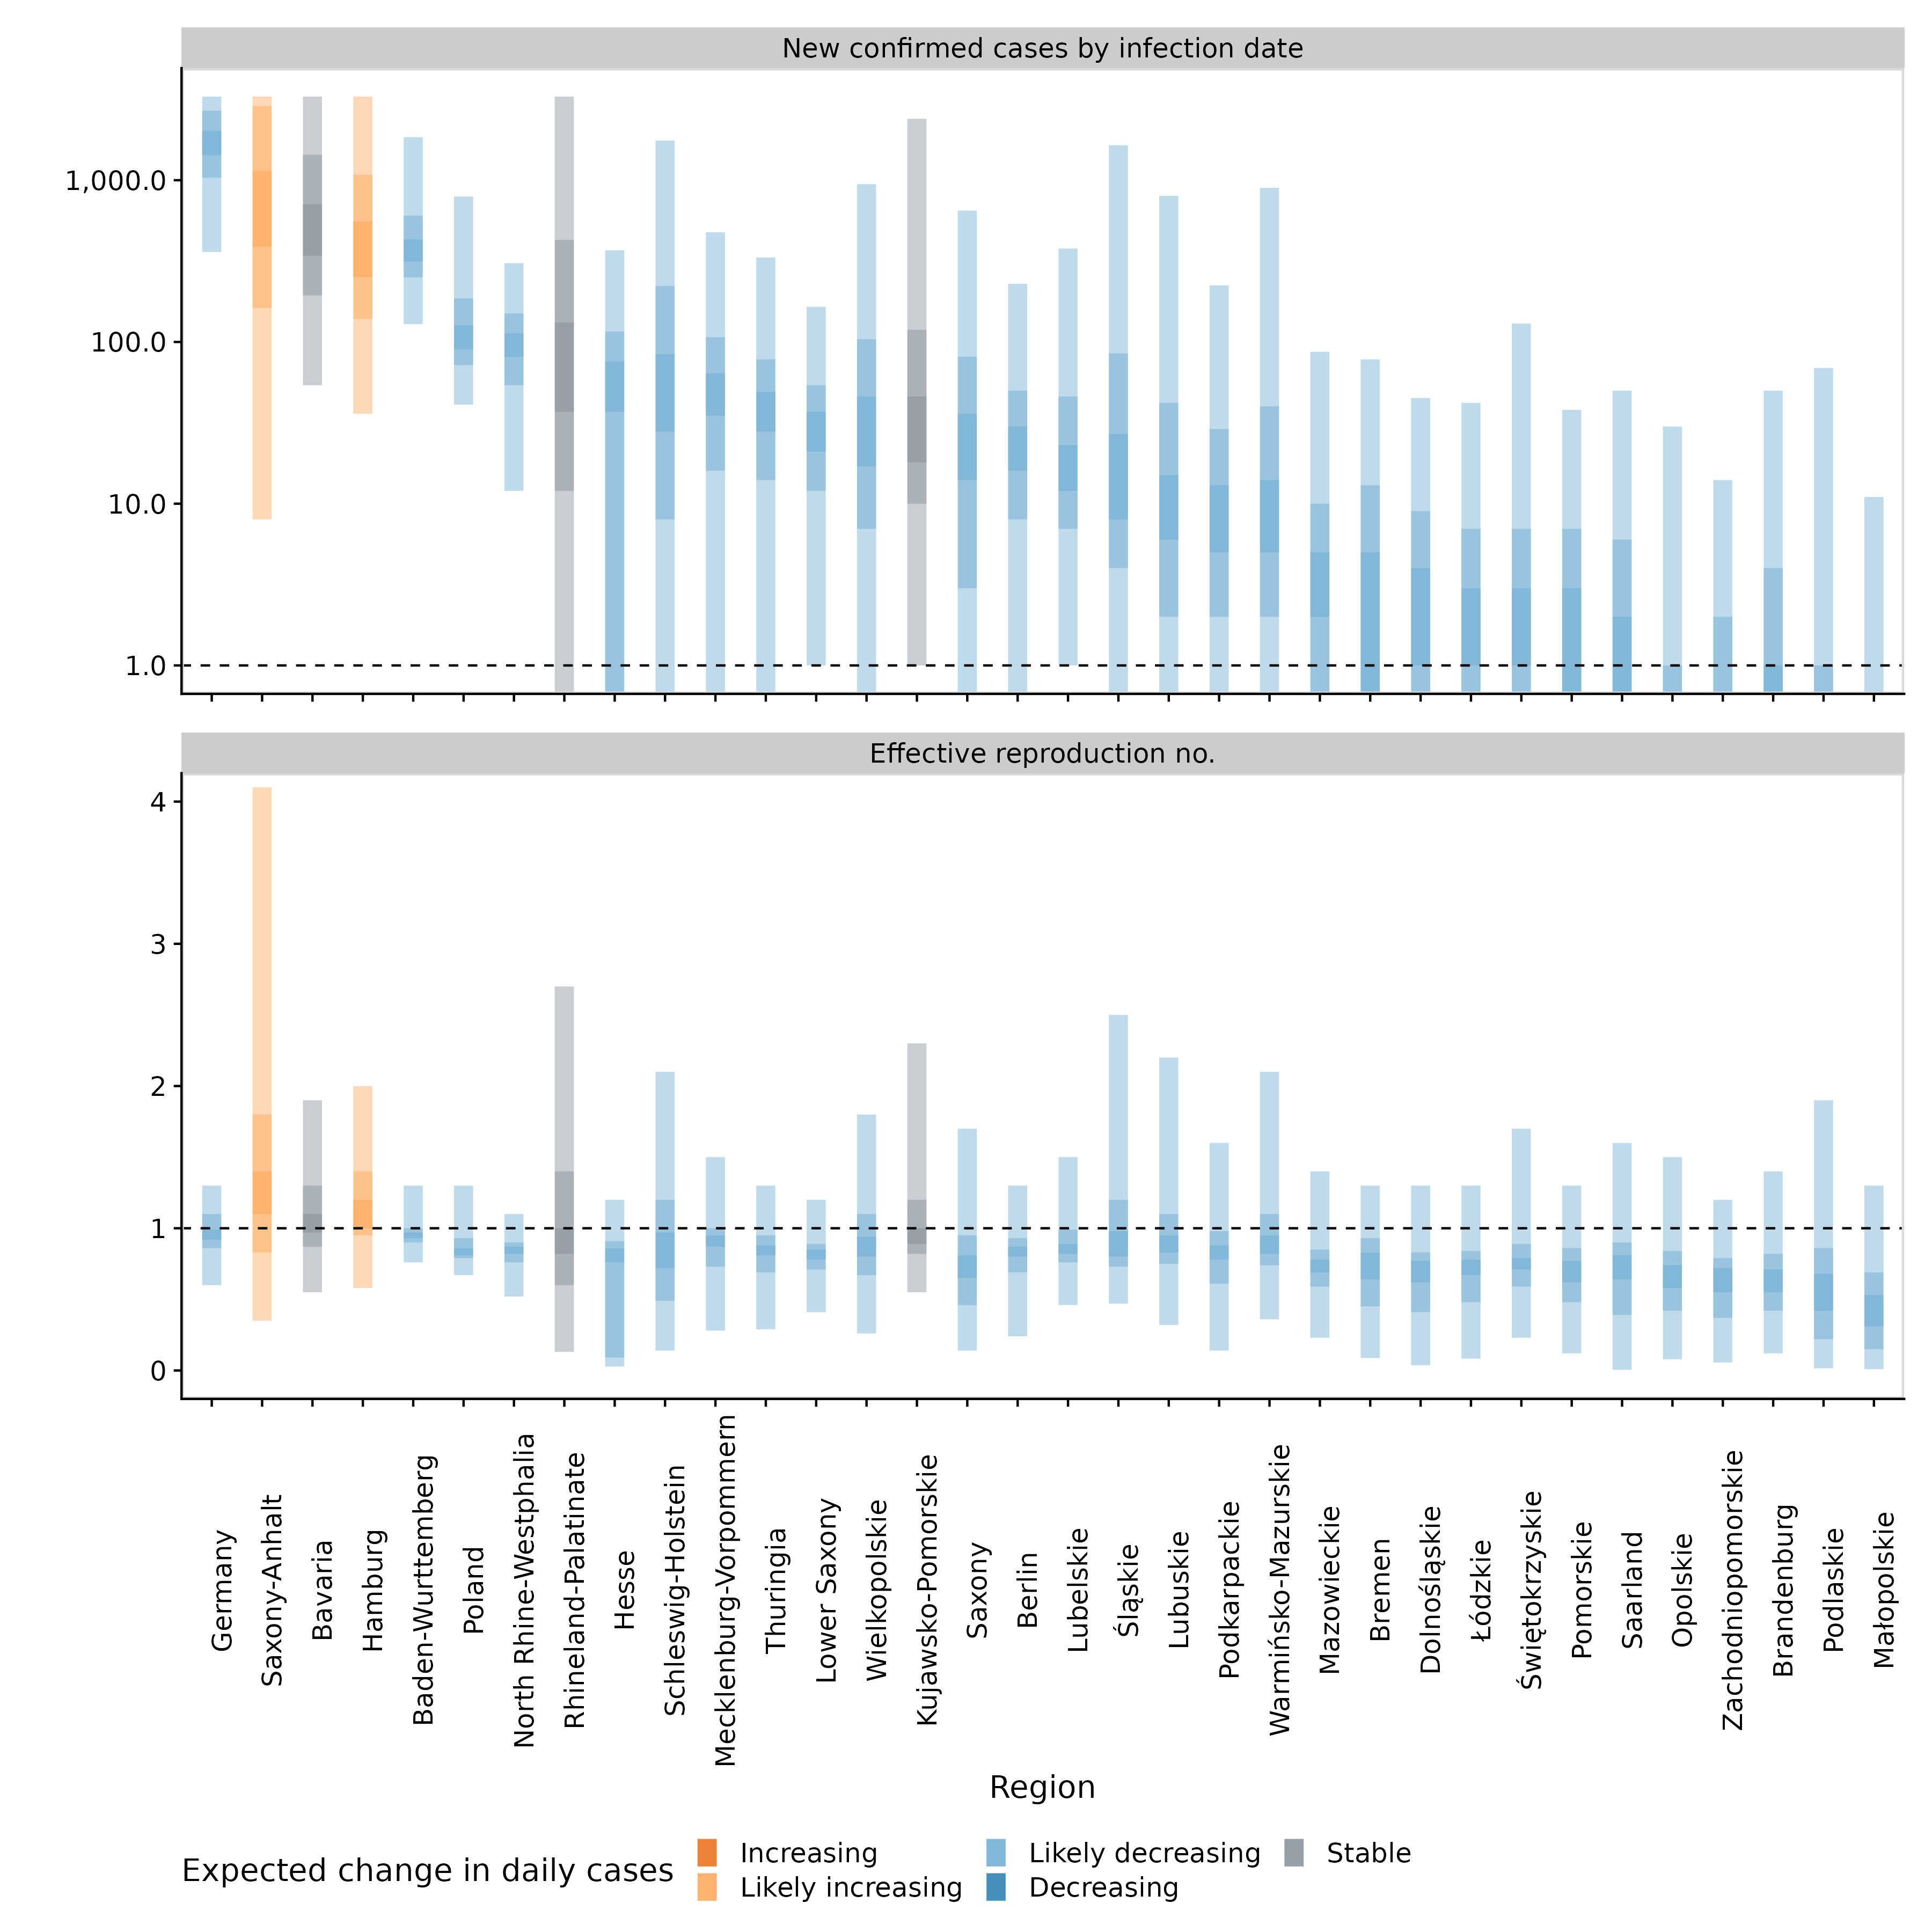 New confirmed cases by infection date
1,000.0
100.0
10.0
1.0
Effective reproduction no.
4
3
2
1
0
Germany
Saxony-Anhalt
Bavaria
Hamburg
Baden-Wurttemberg
Poland
North Rhine-Westphalia
Rhineland-Palatinate
Hesse
Schleswig-Holstein
Mecklenburg-Vorpommern
Thuringia
Lower Saxony
Wielkopolskie
Kujawsko-Pomorskie
Saxony
Berlin
Lubelskie
Śląskie
Lubuskie
Podkarpackie
Warmińsko-Mazurskie
Mazowieckie
Bremen
Dolnośląskie
Łódzkie
Świętokrzyskie
Pomorskie
Saarland
Opolskie
Zachodniopomorskie
Brandenburg
Podlaskie
Małopolskie
Region
Expected change in daily cases
Increasing
Likely increasing
Likely decreasing
Decreasing
Stable